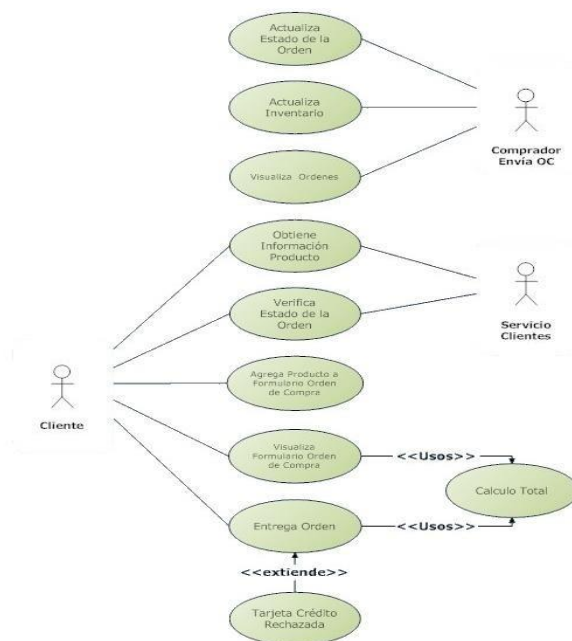 Actualiza
Estado de la
Orden
Actualiza
Inventario
Comprador
Envía OC
Visualiza Ordenes
Obtiene
Información
Producto
Verifica
Estado de la
Orden
Servicio
Clientes
Agrega Producto a
Formulario Orden
de Compra
Cliente
Visualiza
Formulario Orden
de Compra
<<Usos>>
Calculo Total
Entrega Orden
<<Usos>>
<<extiende>>
Tarjeta Crédito
Rechazada